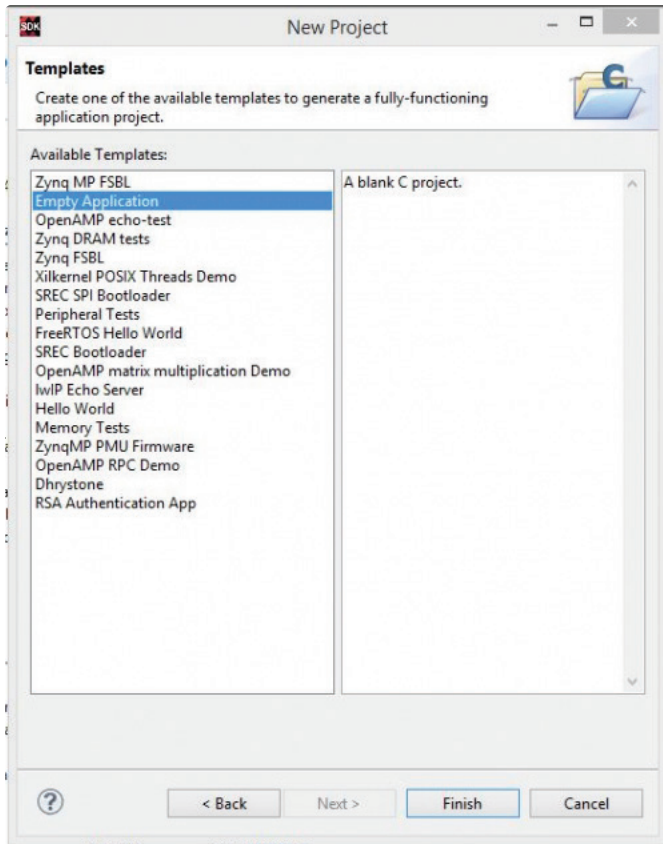 SDK
New Project
Templates
Create one of the available templates to generate a fully-functioning
application project.
C
Available Templates:
Zynq MP FSBL
Empty Application
OpenAMP echo-test
Zynq DRAM tests
Zynq FSBL
Xilkernel POSIX Threads Demo
SREC SPI Bootloader
Peripheral Tests
FreeRTOS Hello World
SREC Bootloader
OpenAMP matrix multiplication Demo
lwIP Echo Server
Hello World
Memory Tests
ZynqMP PMU Firmware
OpenAMP RPC Demo
Dhrystone
RSA Authentication App
A blank C project.
?
< Back
Next >
Finish
Cancel